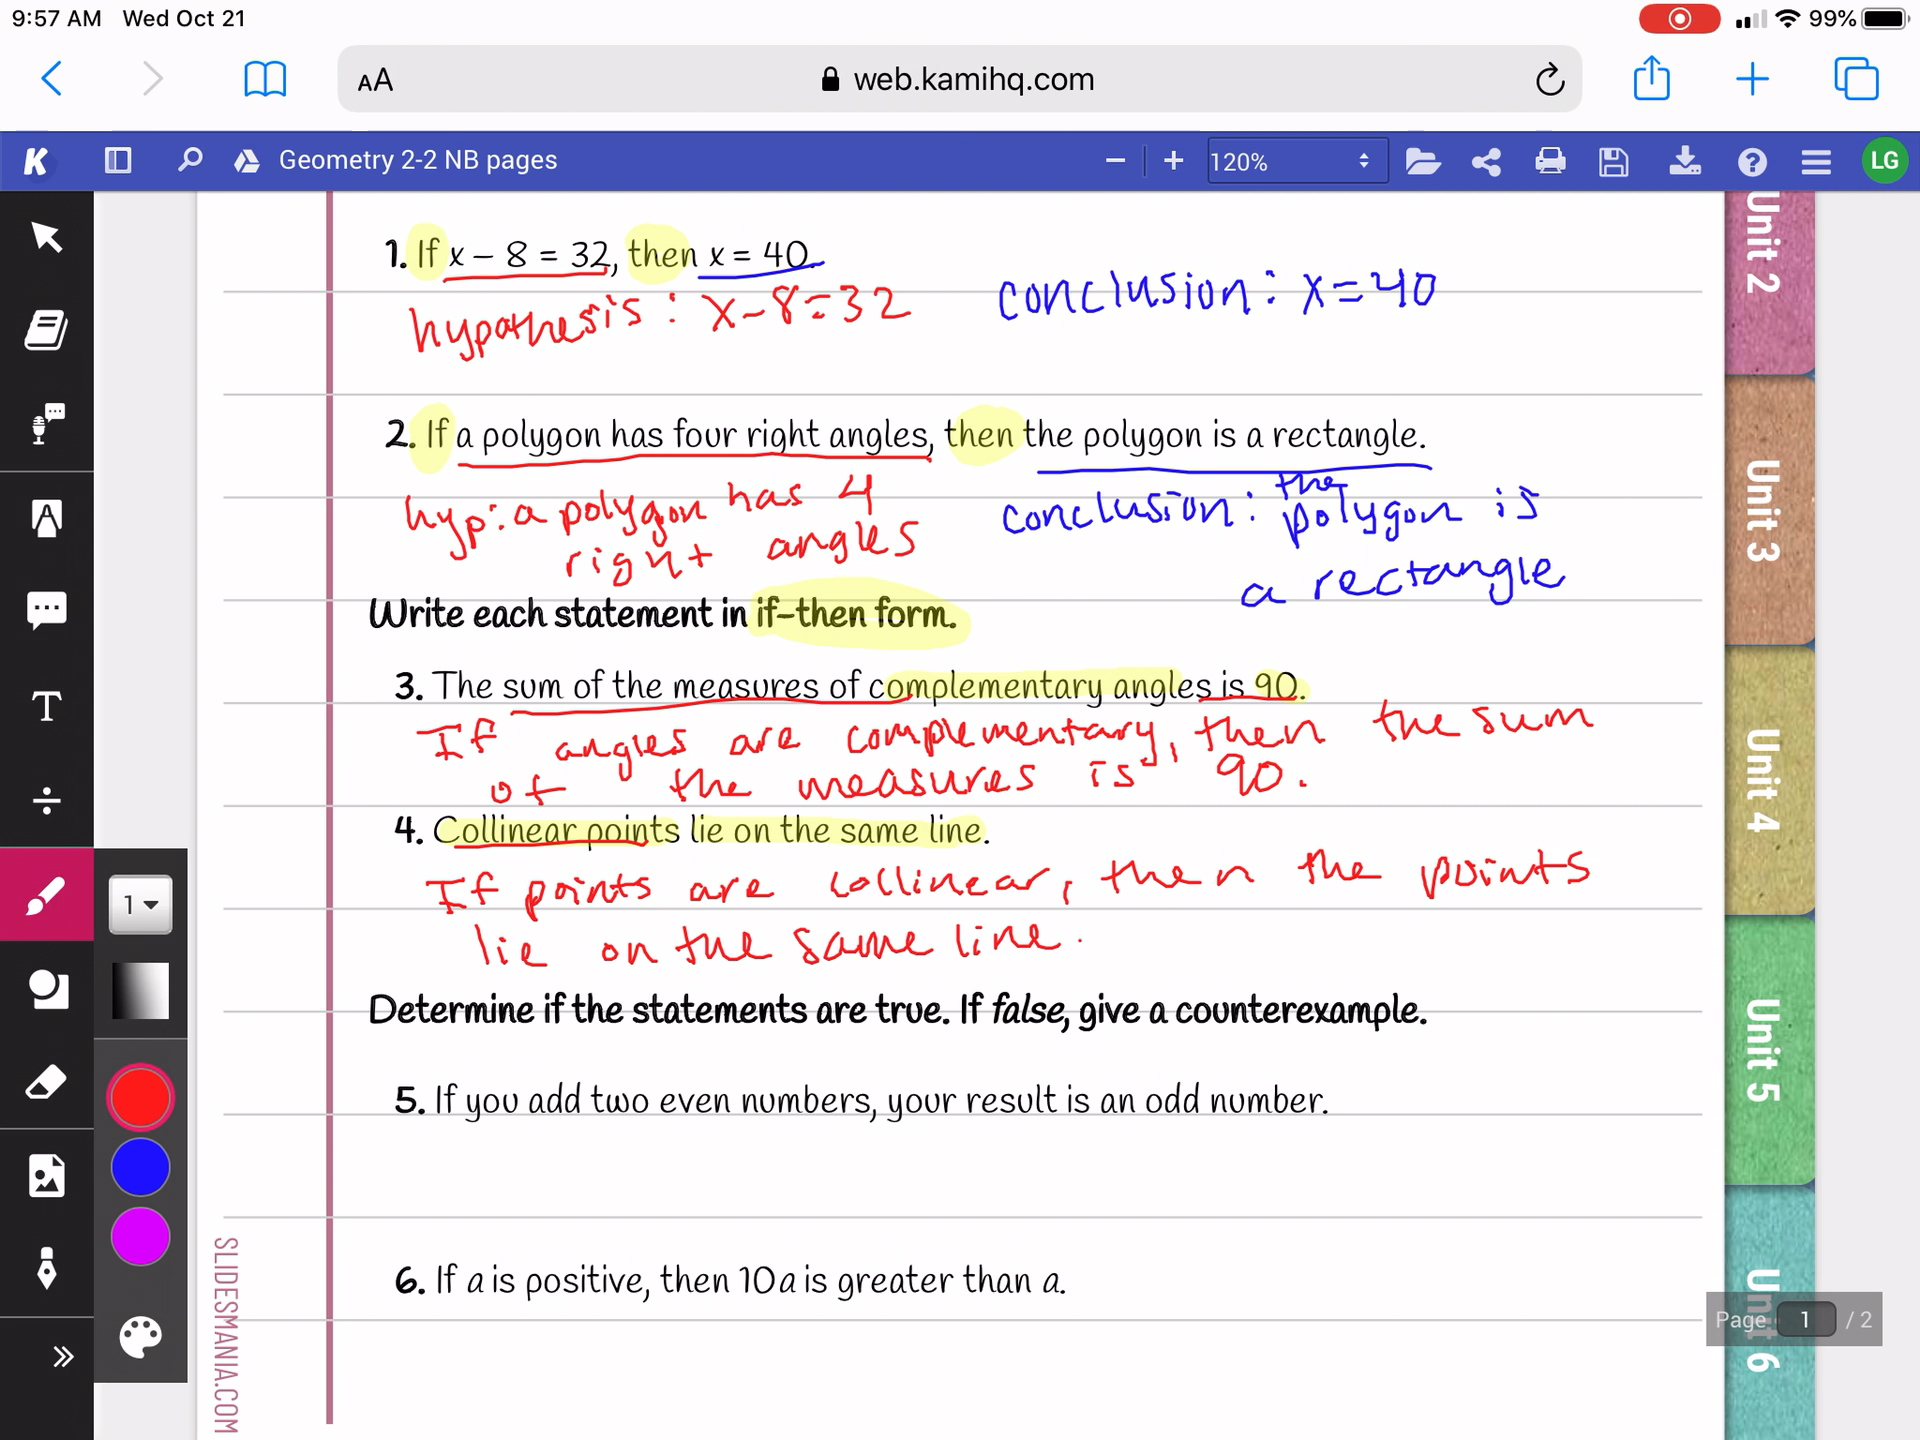 9:57 AM Wed Oct 21
99%
AA web.kamihq.com
K Geometry 2-2 NB pages
120%
LG
1. If x – 8 = 32, then x = 40.
hypothesis: x-8=32
conclusion: x=40
2. If a polygon has four right angles, then the polygon is a rectangle.
hyp: a polygon has 4
right angles
conclusion: the polygon is
a rectangle
Write each statement in if-then form.
3. The sum of the measures of complementary angles is 90.
If angles are complementary, then the sum
of the measures is 90.
4. Collinear points lie on the same line.
If points are collinear, then the points
lie on the same line.
Determine if the statements are true. If false, give a counterexample.
5. If you add two even numbers, your result is an odd number.
6. If a is positive, then 10a is greater than a.
T
1
SLIDESMANIA.COM
Unit 2
Unit 3
Unit 4
Unit 5
Unit 6
Page 1 / 2